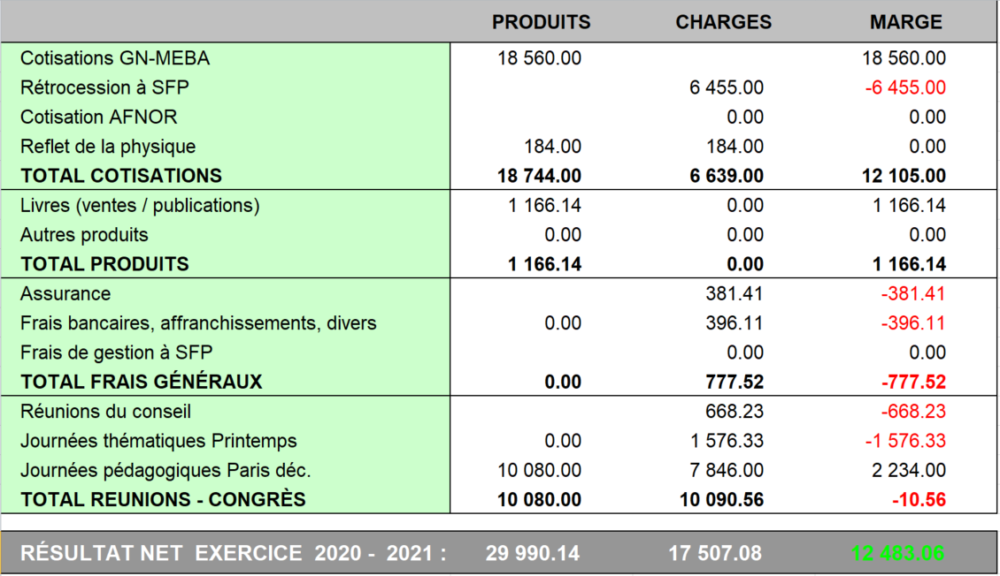 PRODUITS CHARGES MARGE
Cotisations GN-MEBA 18 560.00 18 560.00
Rétrocession à SFP 6 455.00 -6 455.00
Cotisation AFNOR 0.00 0.00
Reflet de la physique 184.00 184.00 0.00
TOTAL COTISATIONS 18 744.00 6 639.00 12 105.00
Livres (ventes / publications) 1 166.14 0.00 1 166.14
Autres produits 0.00 0.00 0.00
TOTAL PRODUITS 1 166.14 0.00 1 166.14
Assurance 381.41 -381.41
Frais bancaires, affranchissements, divers 0.00 396.11 -396.11
Frais de gestion à SFP 0.00 0.00
TOTAL FRAIS GÉNÉRAUX 0.00 777.52 -777.52
Réunions du conseil 668.23 -668.23
Journées thématiques Printemps 0.00 1 576.33 -1 576.33
Journées pédagogiques Paris déc. 10 080.00 7 846.00 2 234.00
TOTAL REUNIONS - CONGRÈS 10 080.00 10 090.56 -10.56
RÉSULTAT NET EXERCICE 2020 - 2021 : 29 990.14 17 507.08 12 483.06